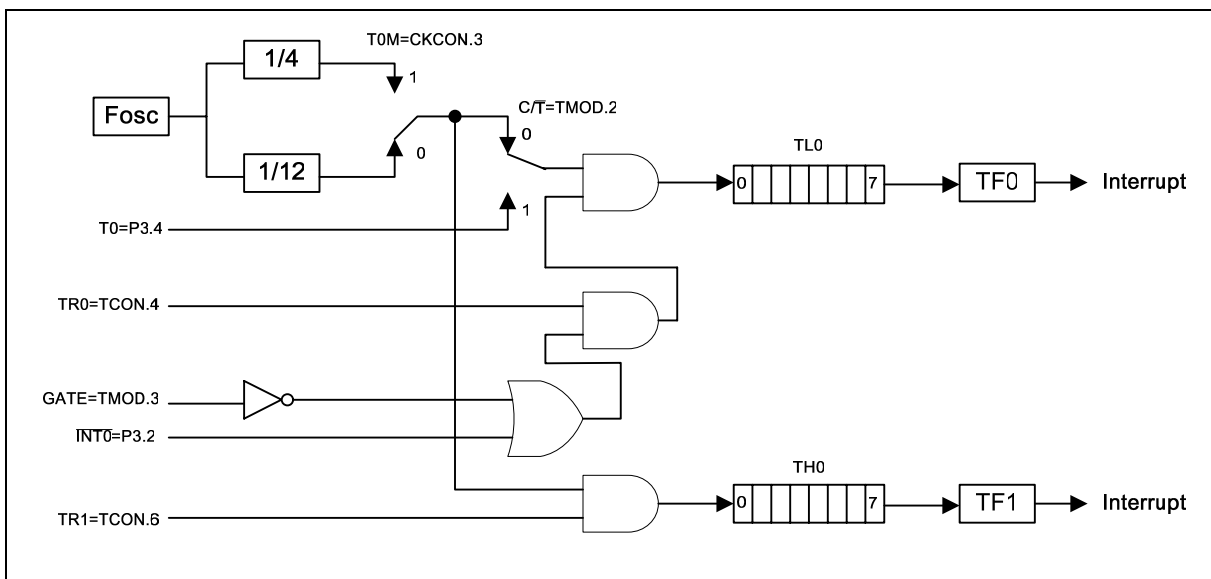 T0M=CKCON.3
1/4
1
Fosc
C/T̅=TMOD.2
0
0
1/12
TL0
0 7
TF0
Interrupt
1
T0=P3.4
TR0=TCON.4
GATE=TMOD.3
I̅N̅T̅0̅=P3.2
TH0
0 7
TF1
Interrupt
TR1=TCON.6